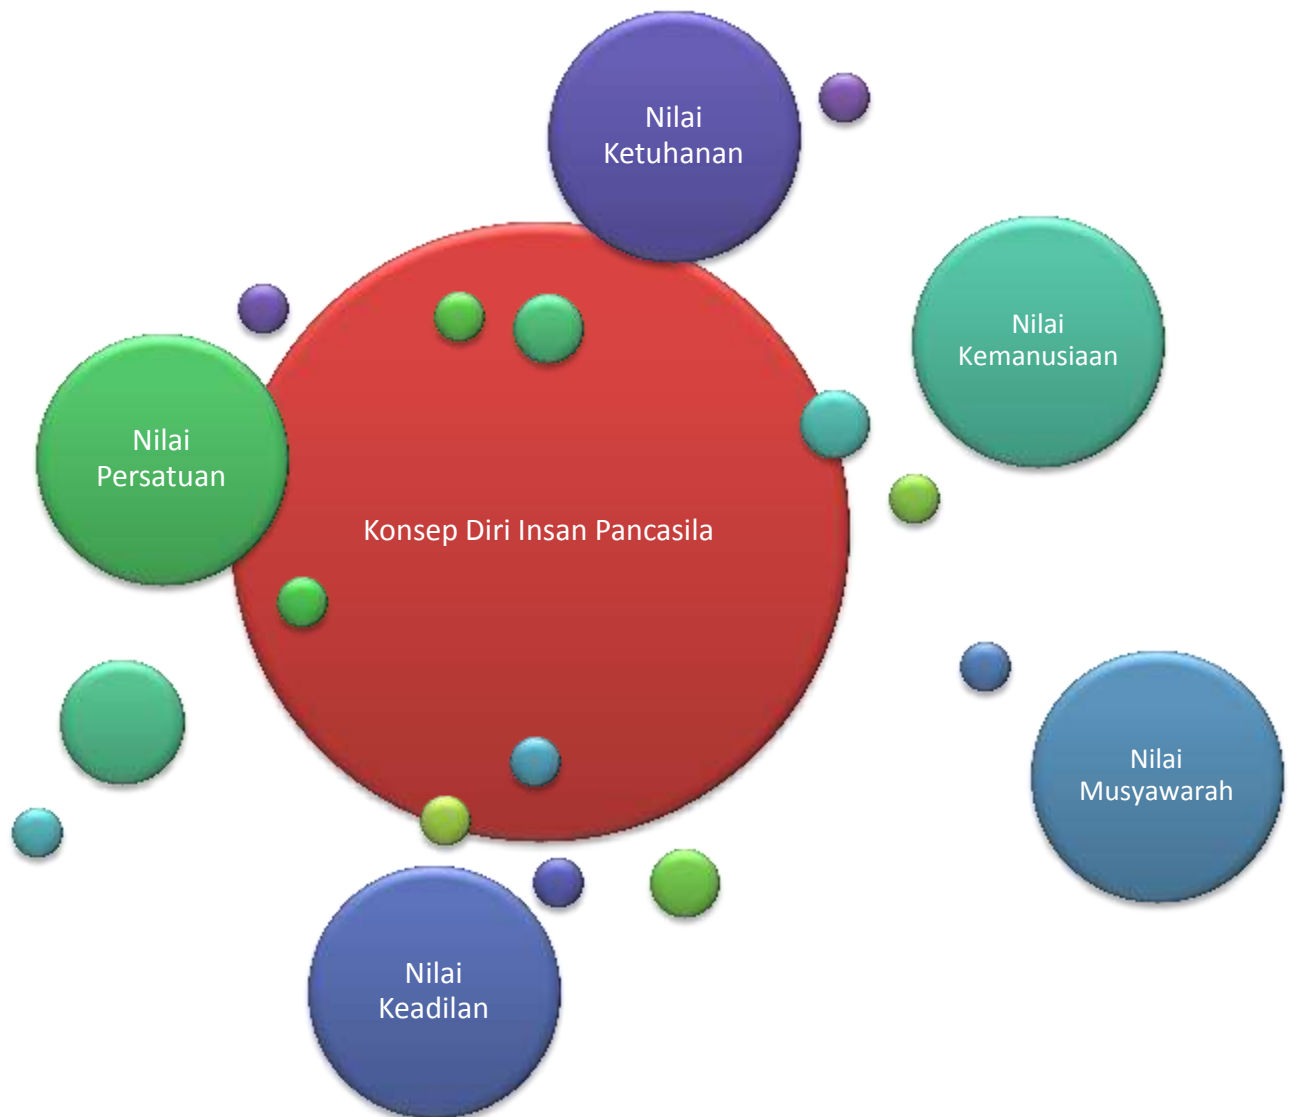 Nilai
Ketuhanan
Nilai
Kemanusiaan
Nilai
Persatuan
Konsep Diri Insan Pancasila
Nilai
Musyawarah
Nilai
Keadilan